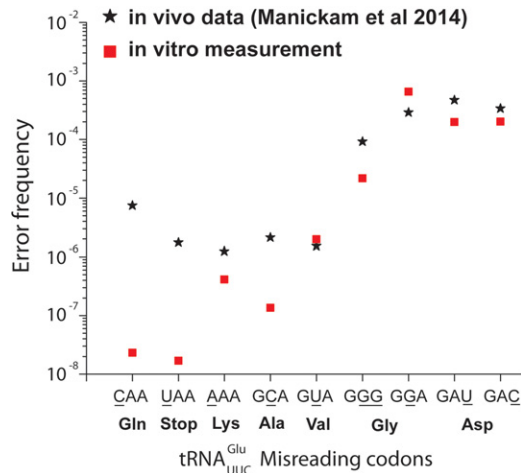 ★ in vivo data (Manickam et al 2014)
■ in vitro measurement
Error frequency
10⁻²
10⁻³
10⁻⁴
10⁻⁵
10⁻⁶
10⁻⁷
10⁻⁸
CAA UAA AAA GCA GUA GGG GGA GAU GAC
Gln Stop Lys Ala Val Gly Asp
tRNA Glu UUC Misreading codons